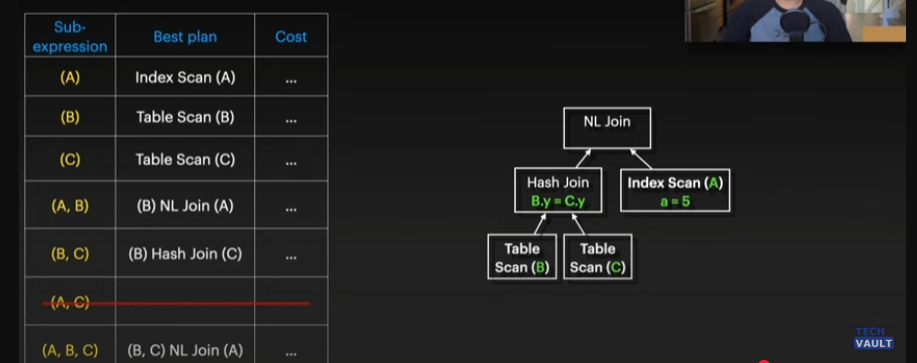 Sub-
expression
Best plan
Cost
(A)
Index Scan (A)
...
(B)
Table Scan (B)
...
(C)
Table Scan (C)
...
(A, B)
(B) NL Join (A)
...
(B, C)
(B) Hash Join (C)
...
(A, C)
(A, B, C)
(B, C) NL Join (A)
...
NL Join
Hash Join
B.y = C.y
Index Scan (A)
a = 5
Table
Scan (B)
Table
Scan (C)
TECH
VAULT